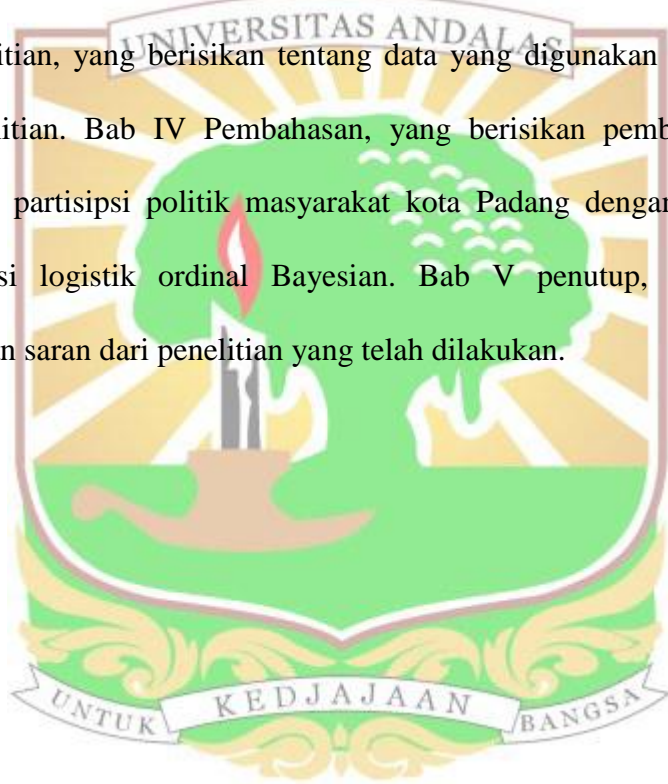 UNIVERSITAS ANDALAS
itian, yang berisikan tentang data yang digunakan
litian. Bab IV Pembahasan, yang berisikan pemb
partisipsi politik masyarakat kota Padang dengan
si logistik ordinal Bayesian. Bab V penutup,
n saran dari penelitian yang telah dilakukan.
UNTUK KEDJAJAAN BANGSA